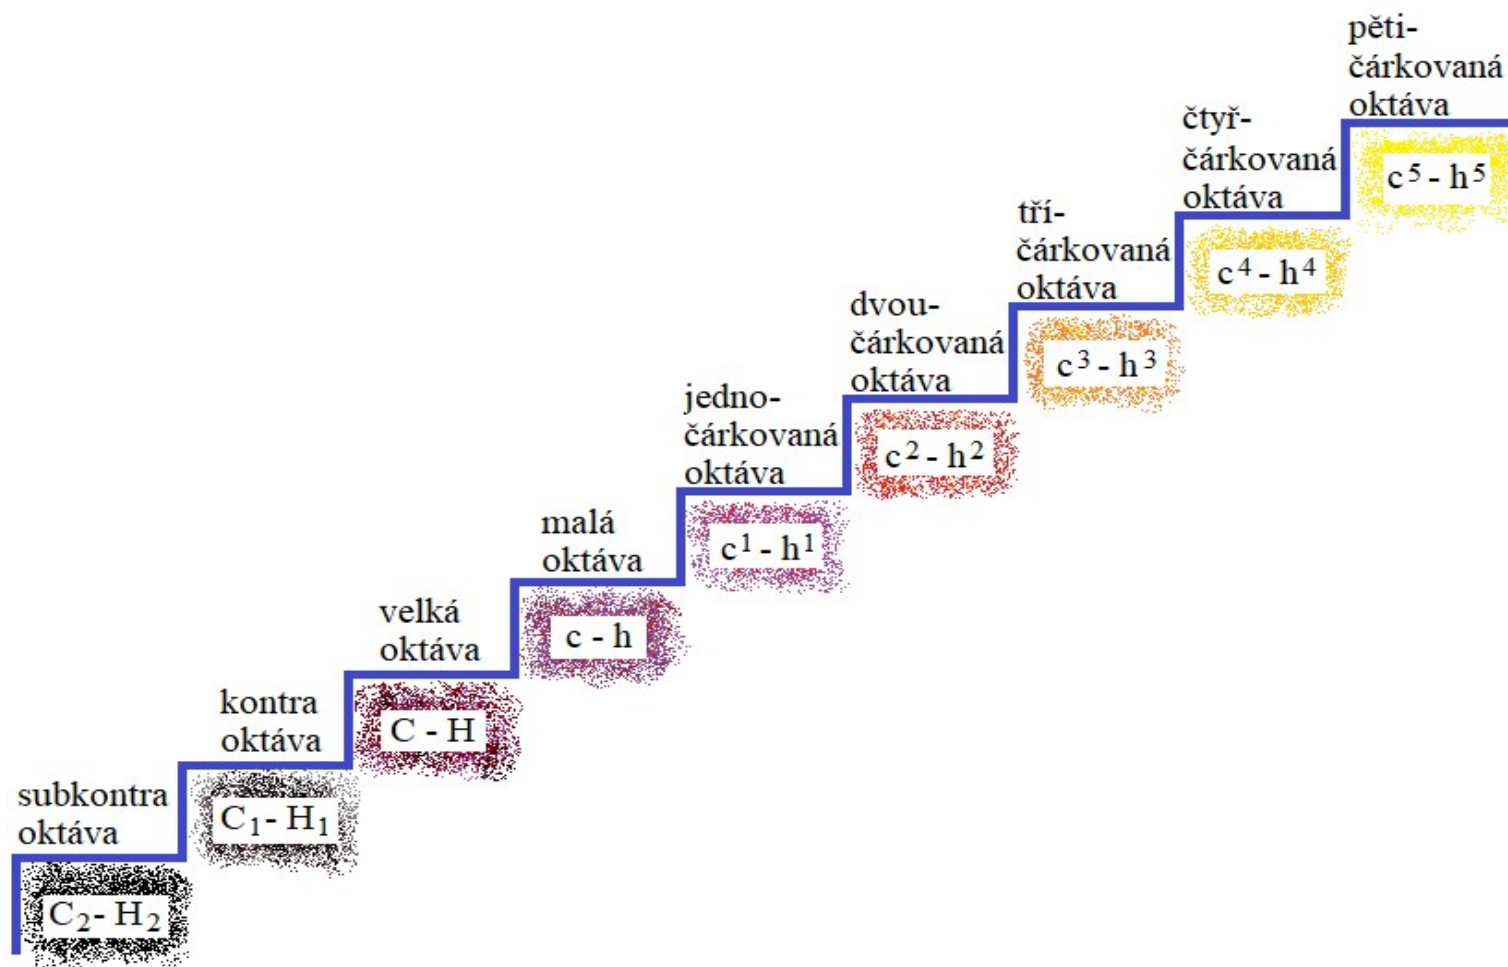 pěti-
čárkovaná
oktáva
c⁵ - h⁵
čtyř-
čárkovaná
oktáva
c⁴ - h⁴
tří-
čárkovaná
oktáva
c³ - h³
dvou-
čárkovaná
oktáva
c² - h²
jedno-
čárkovaná
oktáva
c¹ - h¹
malá
oktáva
c - h
velká
oktáva
C - H
kontra
oktáva
C₁ - H₁
subkontra
oktáva
C₂ - H₂